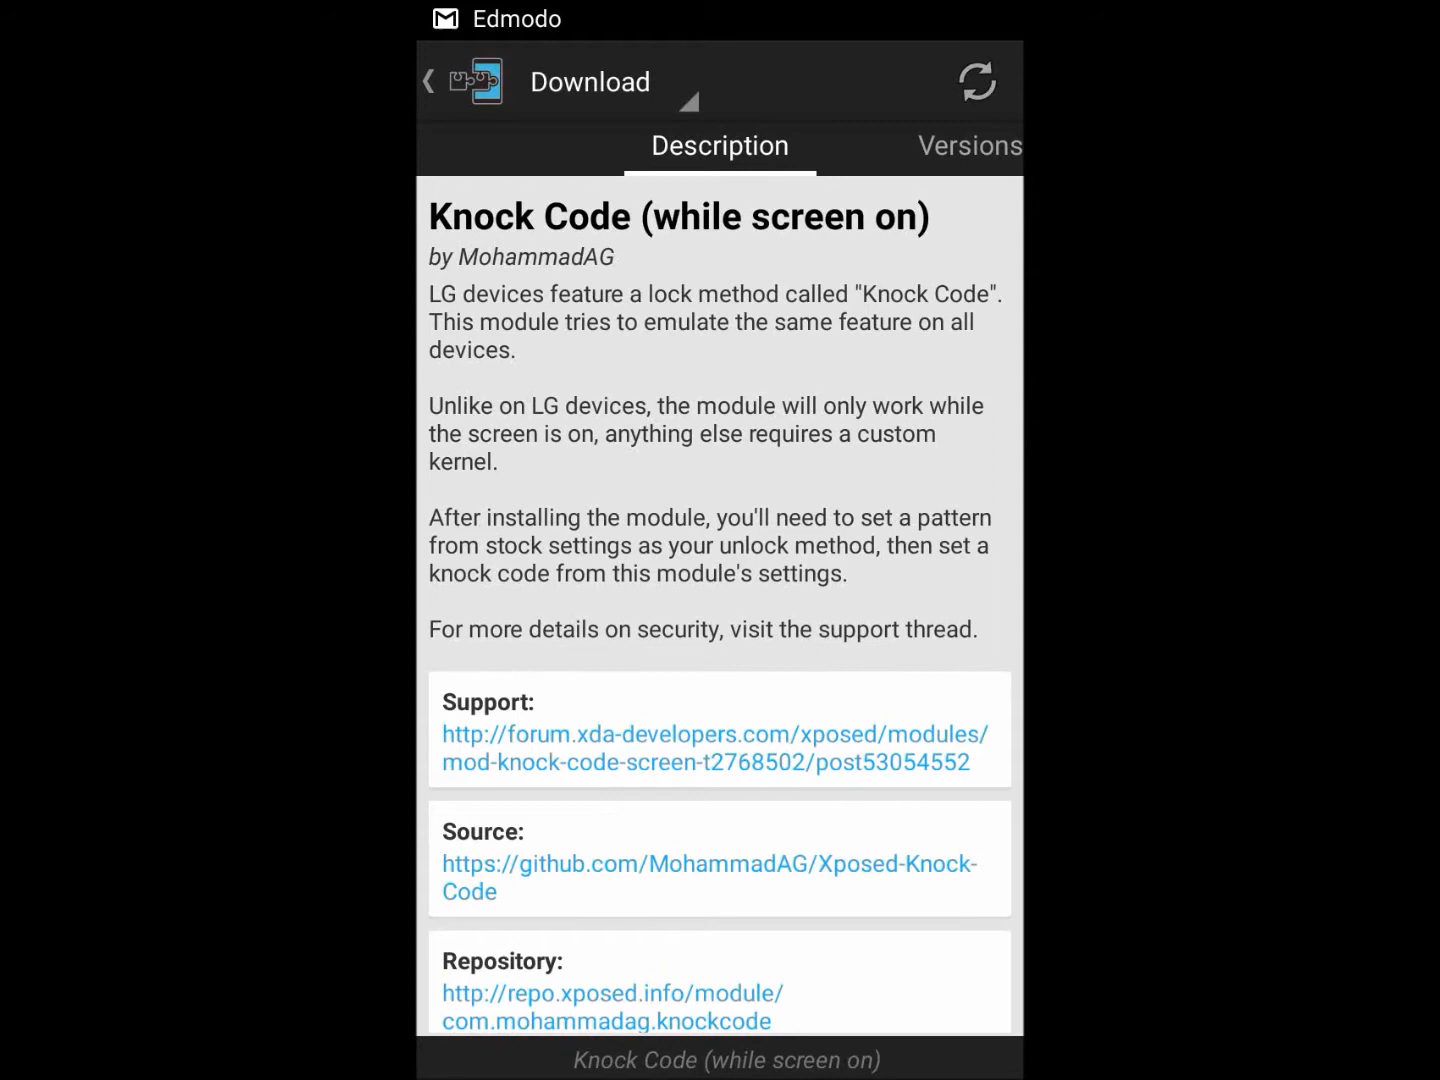 Edmodo
Download
Description
Versions
Knock Code (while screen on)
by MohammadAG
LG devices feature a lock method called "Knock Code".
This module tries to emulate the same feature on all
devices.
Unlike on LG devices, the module will only work while
the screen is on, anything else requires a custom
kernel.
After installing the module, you'll need to set a pattern
from stock settings as your unlock method, then set a
knock code from this module's settings.
For more details on security, visit the support thread.
Support:
http://forum.xda-developers.com/xposed/modules/
mod-knock-code-screen-t2768502/post53054552
Source:
https://github.com/MohammadAG/Xposed-Knock-
Code
Repository:
http://repo.xposed.info/module/
com.mohammadag.knockcode
Knock Code (while screen on)